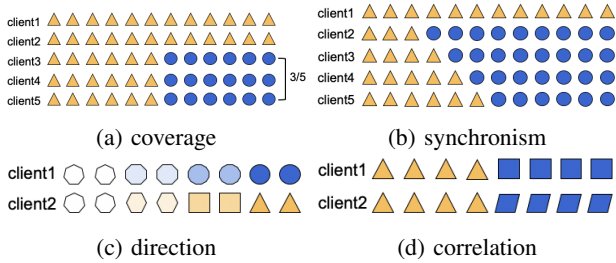 client1
client2
client3
client4
client5
3/5
(a) coverage
client1
client2
client3
client4
client5
(b) synchronism
client1
client2
(c) direction
client1
client2
(d) correlation